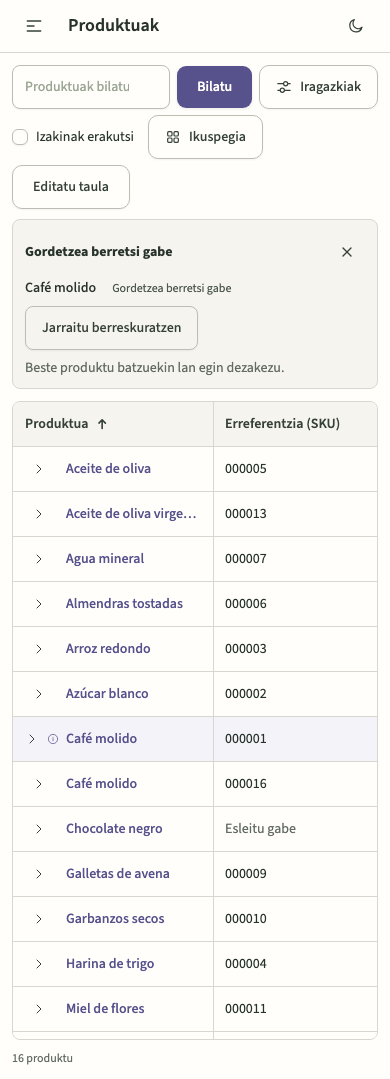 Produktuak
Produktuak bilatu
Bilatu
Iragazkiak
Izakinak erakutsi
Ikuspegia
Editatu taula
Gordetzea berretsi gabe
Café molido Gordetzea berretsi gabe
Jarraitu berreskuratzen
Beste produktu batzuekin lan egin dezakezu.
Produktua Erreferentzia (SKU)
Aceite de oliva 000005
Aceite de oliva virge... 000013
Agua mineral 000007
Almendras tostadas 000006
Arroz redondo 000003
Azúcar blanco 000002
Café molido 000001
Café molido 000016
Chocolate negro Esleitu gabe
Galletas de avena 000009
Garbanzos secos 000010
Harina de trigo 000004
Miel de flores 000011
16 produktu